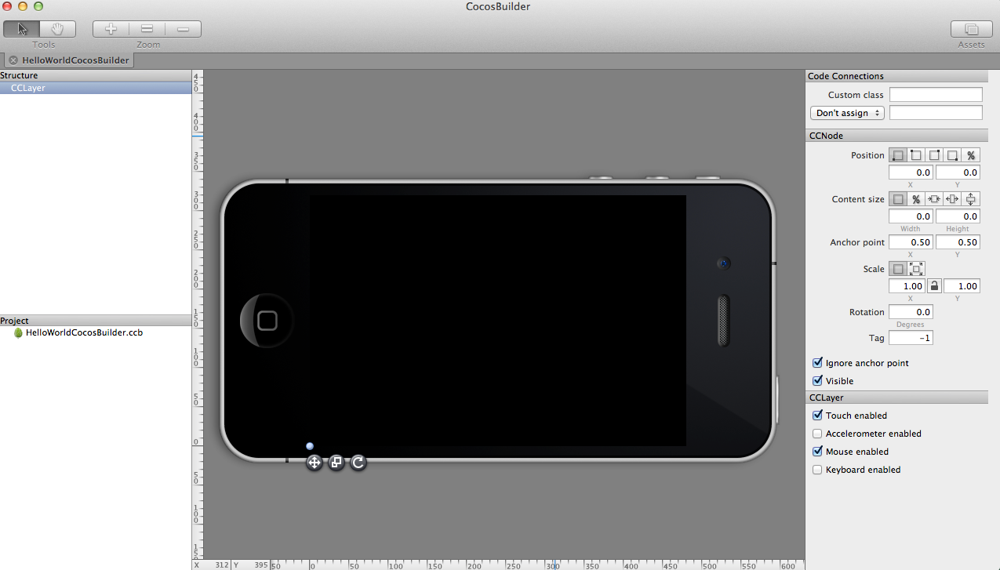 CocosBuilder
Tools
Zoom
Assets
HelloWorldCocosBuilder
Structure
CCLayer
Project
HelloWorldCocosBuilder.ccb
450
400
350
300
250
200
150
100
50
0
50
100
15
X 312 Y 395
50 0 50 100 150 200 250 300 350 400 450 500 550 600
Code Connections
Custom class
Don't assign
CCNode
Position %
0.0 0.0
X Y
Content size %
0.0 0.0
Width Height
Anchor point 0.50 0.50
X Y
Scale
1.00 1.00
X Y
Rotation 0.0
Degrees
Tag -1
Ignore anchor point
Visible
CCLayer
Touch enabled
Accelerometer enabled
Mouse enabled
Keyboard enabled